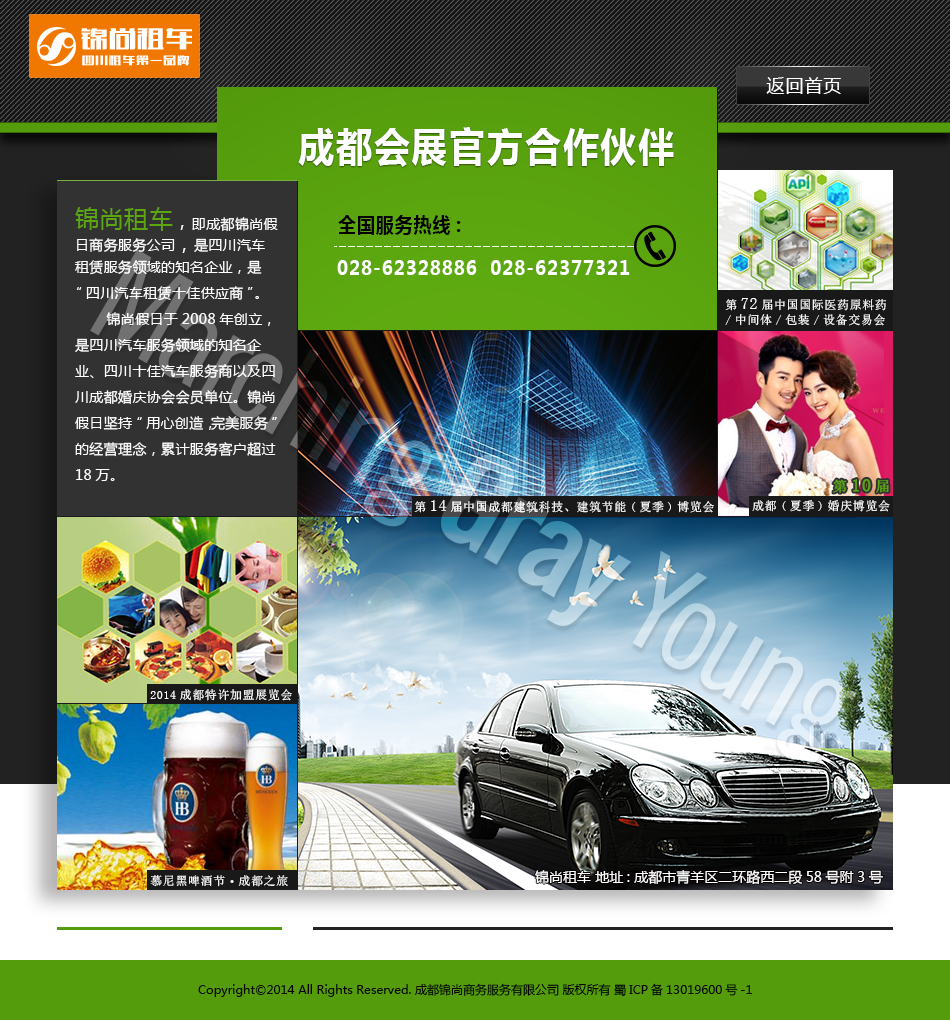 锦尚租车
四川租车第一品牌
返回首页
成都会展官方合作伙伴
全国服务热线：
028-62328886 028-62377321
锦尚租车，即成都锦尚假
日商务服务公司，是四川汽车
租赁服务领域的知名企业，是
“四川汽车租赁十佳供应商”。
锦尚假日于 2008 年创立，
是四川汽车服务领域的知名企
业、四川十佳汽车服务商以及四
川成都婚庆协会会员单位。锦尚
假日坚持“用心创造,完美服务”
的经营理念，累计服务客户超过
18 万。
API
第 72 届中国国际医药原料药
/ 中间体 / 包装 / 设备交易会
第 14 届中国成都建筑科技、建筑节能（夏季）博览会
WE
第 10 届
成都（夏季）婚庆博览会
Marching Gray Young
2014 成都特许加盟展览会
HB
HB
MÜNCHEN
慕尼黑啤酒节·成都之旅
锦尚租车 地址 : 成都市青羊区二环路西二段 58 号附 3 号
Copyright©2014 All Rights Reserved. 成都锦尚商务服务有限公司 版权所有 蜀 ICP 备 13019600 号 -1